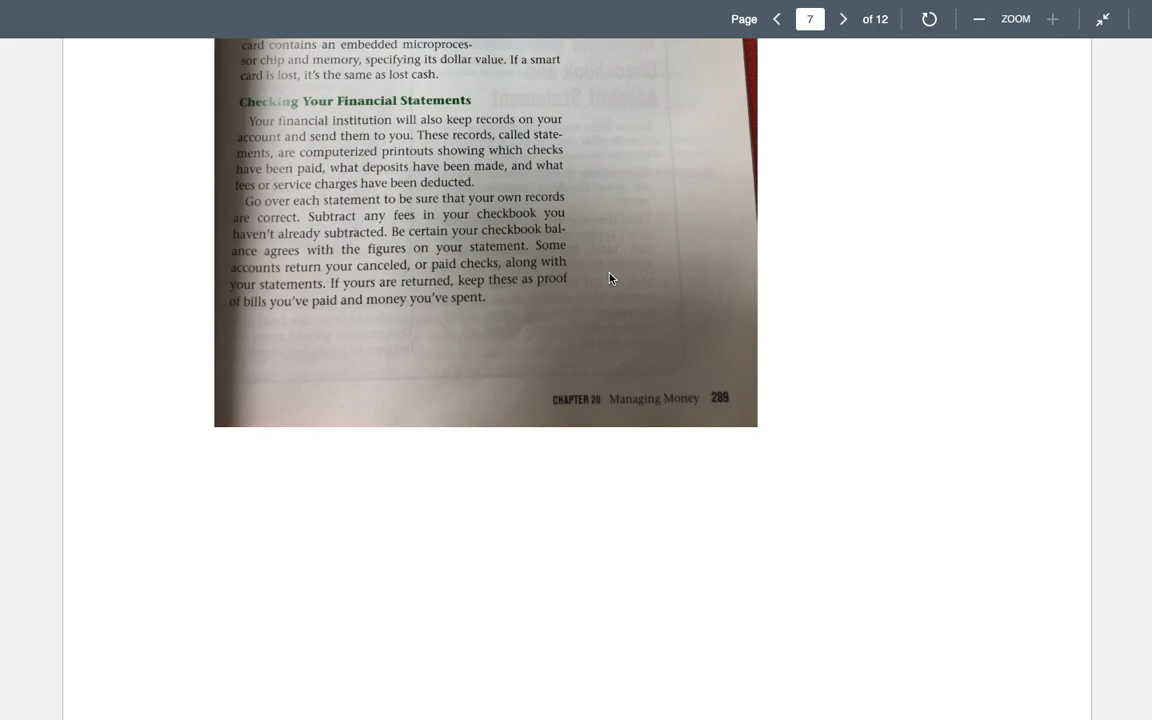 Page
7
of 12
ZOOM
card contains an embedded microproces-
sor chip and memory, specifying its dollar value. If a smart
card is lost, it's the same as lost cash.
Checking Your Financial Statements
Your financial institution will also keep records on your
account and send them to you. These records, called state-
ments, are computerized printouts showing which checks
have been paid, what deposits have been made, and what
fees or service charges have been deducted.
Go over each statement to be sure that your own records
are correct. Subtract any fees in your checkbook you
haven't already subtracted. Be certain your checkbook bal-
ance agrees with the figures on your statement. Some
accounts return your canceled, or paid checks, along with
your statements. If yours are returned, keep these as proof
of bills you've paid and money you've spent.
CHAPTER 20 Managing Money 289